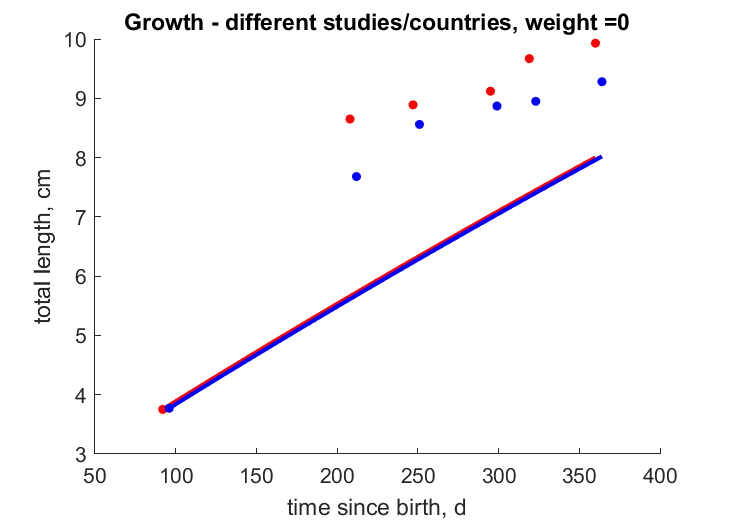 Growth - different studies/countries, weight =0
10
9
8
7
6
5
4
3
total length, cm
50 100 150 200 250 300 350 400
time since birth, d